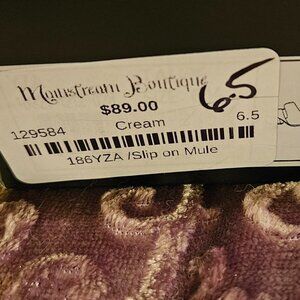 Mainstream Boutique
6.5
$89.00
129584 Cream 6.5
186YZA /Slip on Mule